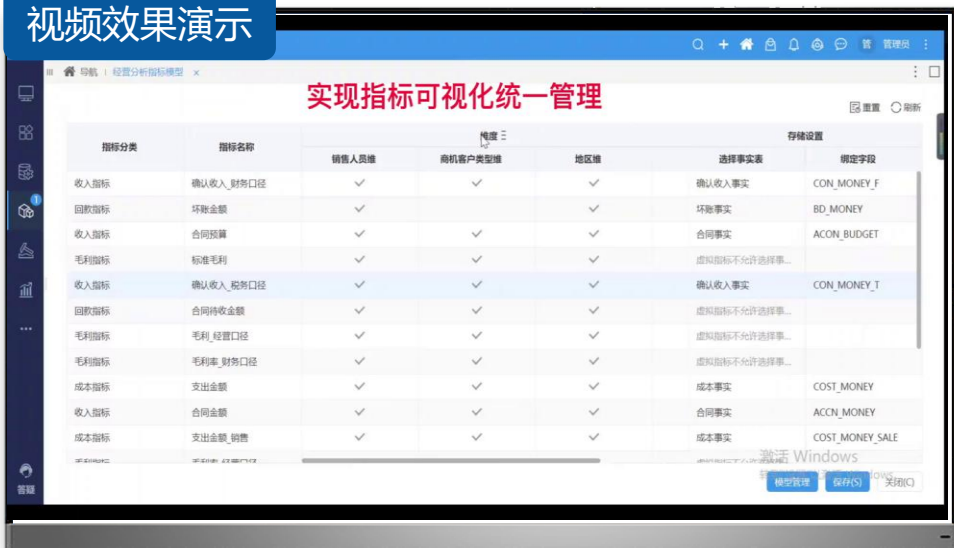 视频效果演示
管 管理员
导航 经营分析指标模型 ×
实现指标可视化统一管理
重置 刷新
指标分类 指标名称 维度 存储设置
销售人员维 商机客户类型维 地区维 选择事实表 绑定字段
收入指标 确认收入_财务口径 确认收入事实 CON_MONEY_F
回款指标 坏账金额 坏账事实 BD_MONEY
收入指标 合同预算 合同事实 ACON_BUDGET
毛利指标 标准毛利 虚拟指标不允许选择事...
收入指标 确认收入_税务口径 确认收入事实 CON_MONEY_T
回款指标 合同待收金额 虚拟指标不允许选择事...
毛利指标 毛利_经营口径 虚拟指标不允许选择事...
毛利指标 毛利率_财务口径 虚拟指标不允许选择事...
成本指标 支出金额 成本事实 COST_MONEY
收入指标 合同金额 合同事实 ACCN_MONEY
成本指标 支出金额_销售 成本事实 COST_MONEY_SALE
激活 Windows
模型管理 保存(S) 关闭(C)
1
答疑